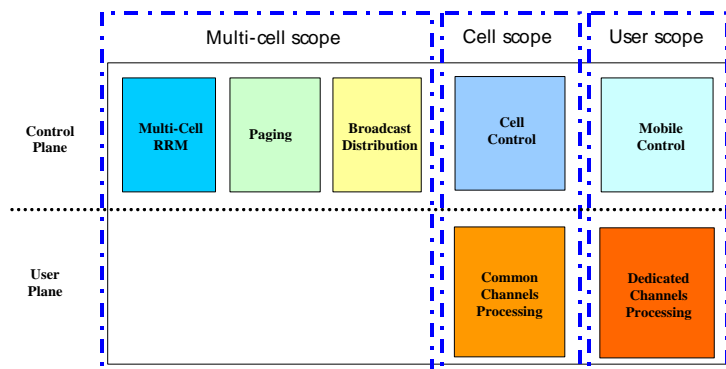 Multi-cell scope
Cell scope
User scope
Control
Plane
Multi-Cell
RRM
Paging
Broadcast
Distribution
Cell
Control
Mobile
Control
User
Plane
Common
Channels
Processing
Dedicated
Channels
Processing